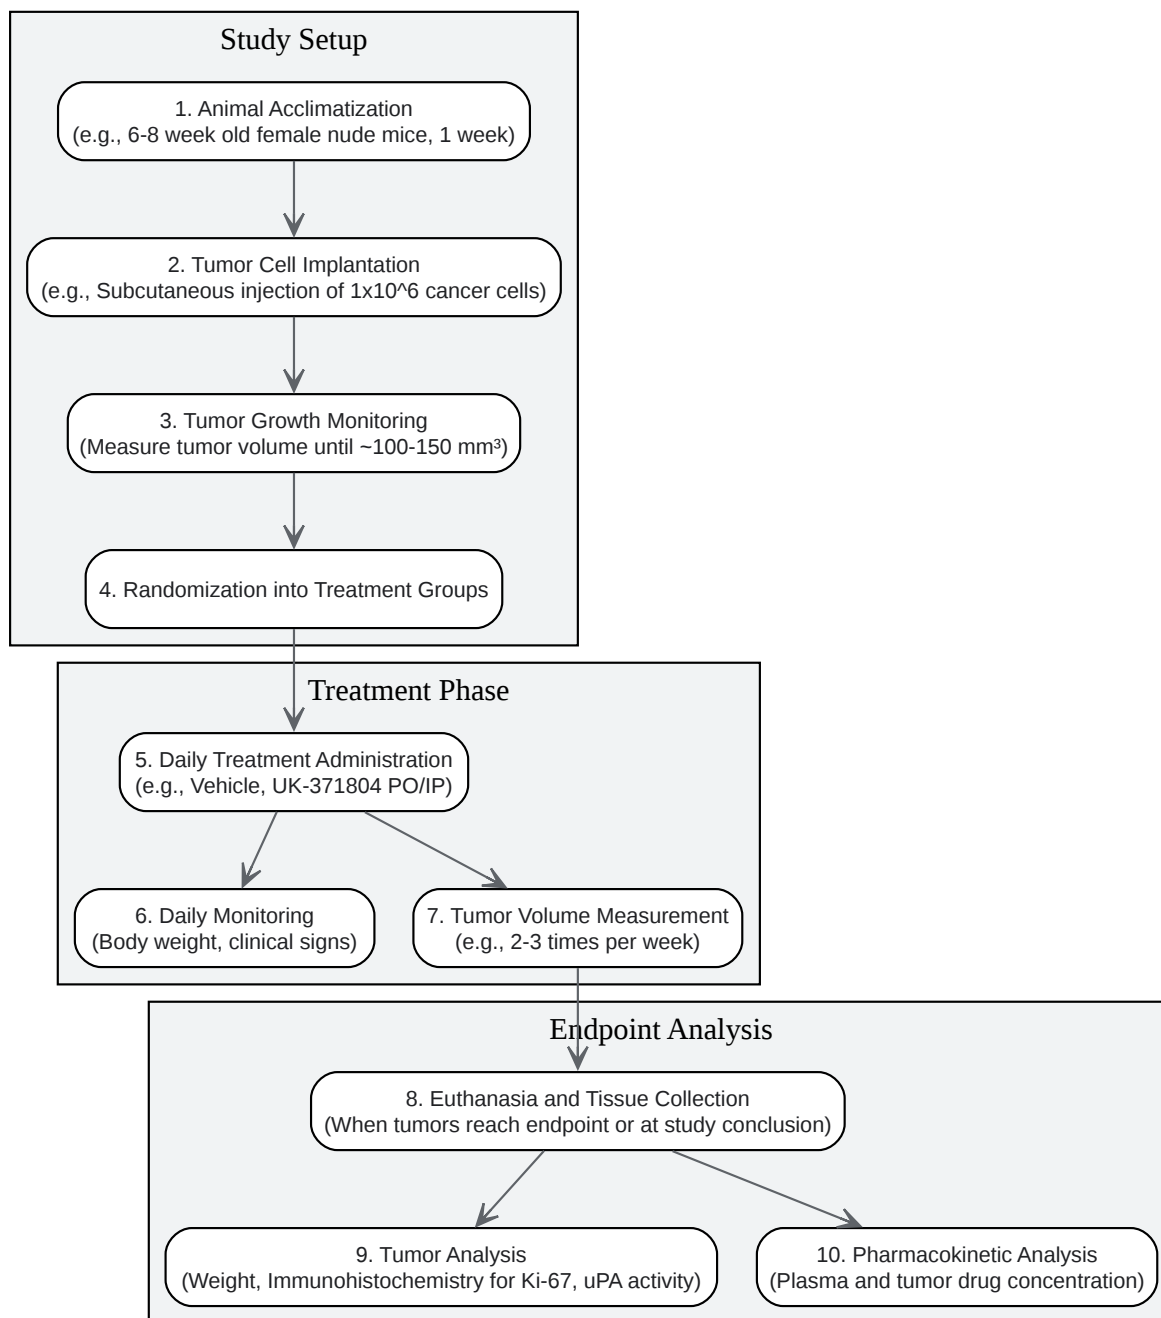 Study Setup
1. Animal Acclimatization
(e.g., 6-8 week old female nude mice, 1 week)
2. Tumor Cell Implantation
(e.g., Subcutaneous injection of 1x10^6 cancer cells)
3. Tumor Growth Monitoring
(Measure tumor volume until ~100-150 mm³)
4. Randomization into Treatment Groups
Treatment Phase
5. Daily Treatment Administration
(e.g., Vehicle, UK-371804 PO/IP)
6. Daily Monitoring
(Body weight, clinical signs)
7. Tumor Volume Measurement
(e.g., 2-3 times per week)
Endpoint Analysis
8. Euthanasia and Tissue Collection
(When tumors reach endpoint or at study conclusion)
9. Tumor Analysis
(Weight, Immunohistochemistry for Ki-67, uPA activity)
10. Pharmacokinetic Analysis
(Plasma and tumor drug concentration)